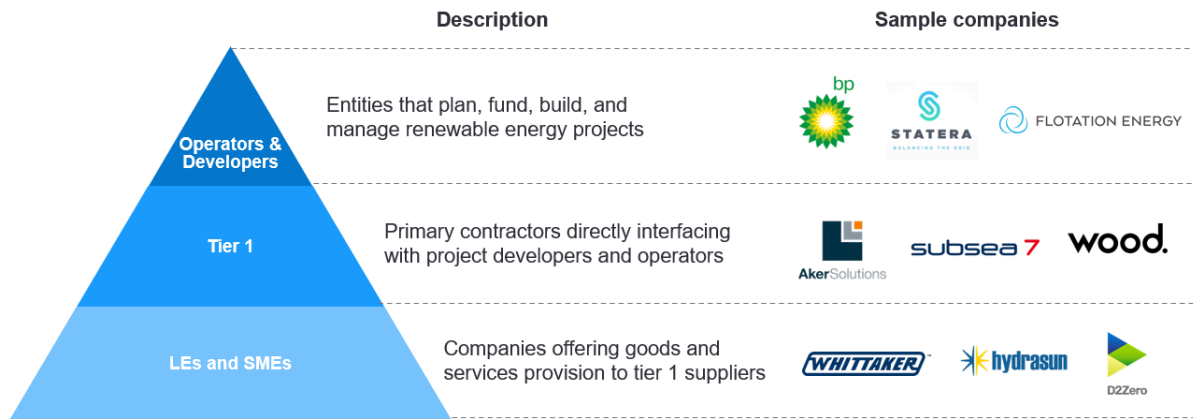 Description
Sample companies
Operators &
Developers
Entities that plan, fund, build, and
manage renewable energy projects
bp
STATERA
BALANCING THE GRID
FLOTATION ENERGY
Tier 1
Primary contractors directly interfacing
with project developers and operators
AkerSolutions
subsea 7
wood.
LEs and SMEs
Companies offering goods and
services provision to tier 1 suppliers
WHITTAKER™
hydrasun
D2Zero